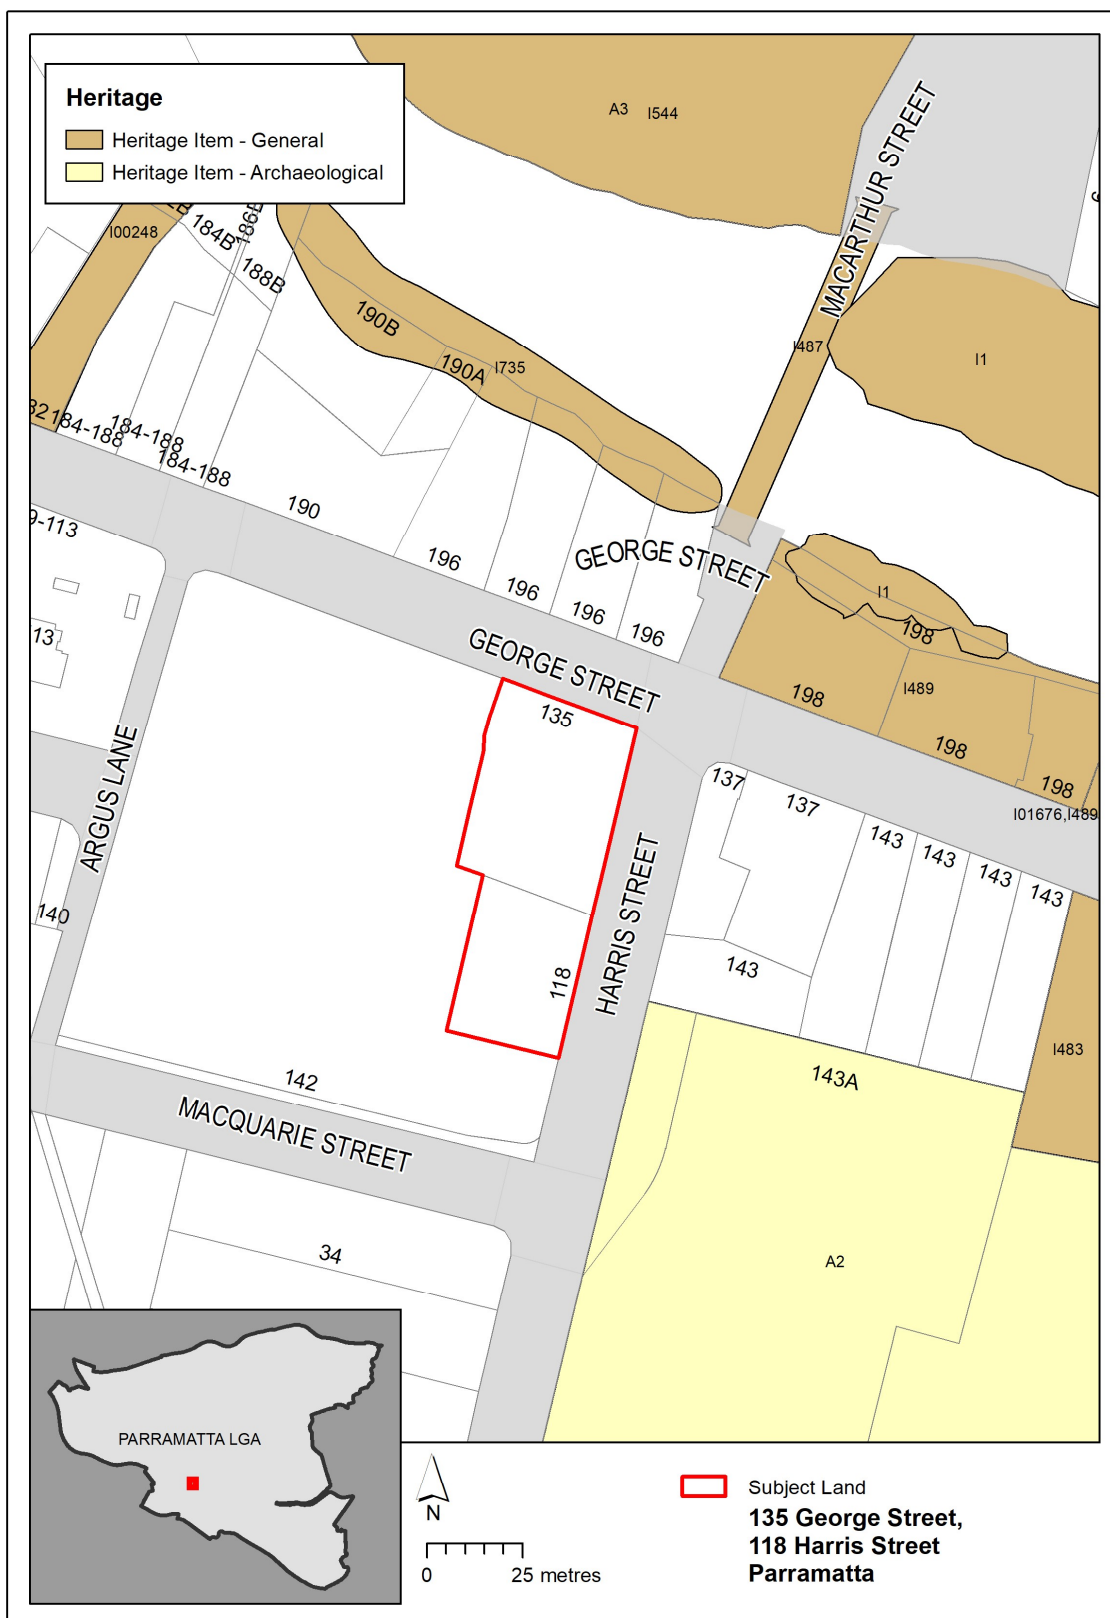 Heritage
Heritage Item - General
Heritage Item - Archaeological
A3
I544
MACARTHUR STREET
I00248
184B
188B
190B
190A
I735
I487
I1
184-188
184-188
184-188
190
196
196
196
196
GEORGE STREET
I1
198
198
I489
198
198
I01676,I489
GEORGE STREET
135
ARGUS LANE
140
137
137
143
143
143
143
143
HARRIS STREET
118
143A
I483
142
MACQUARIE STREET
34
A2
PARRAMATTA LGA
N
0 25 metres
Subject Land
135 George Street,
118 Harris Street
Parramatta